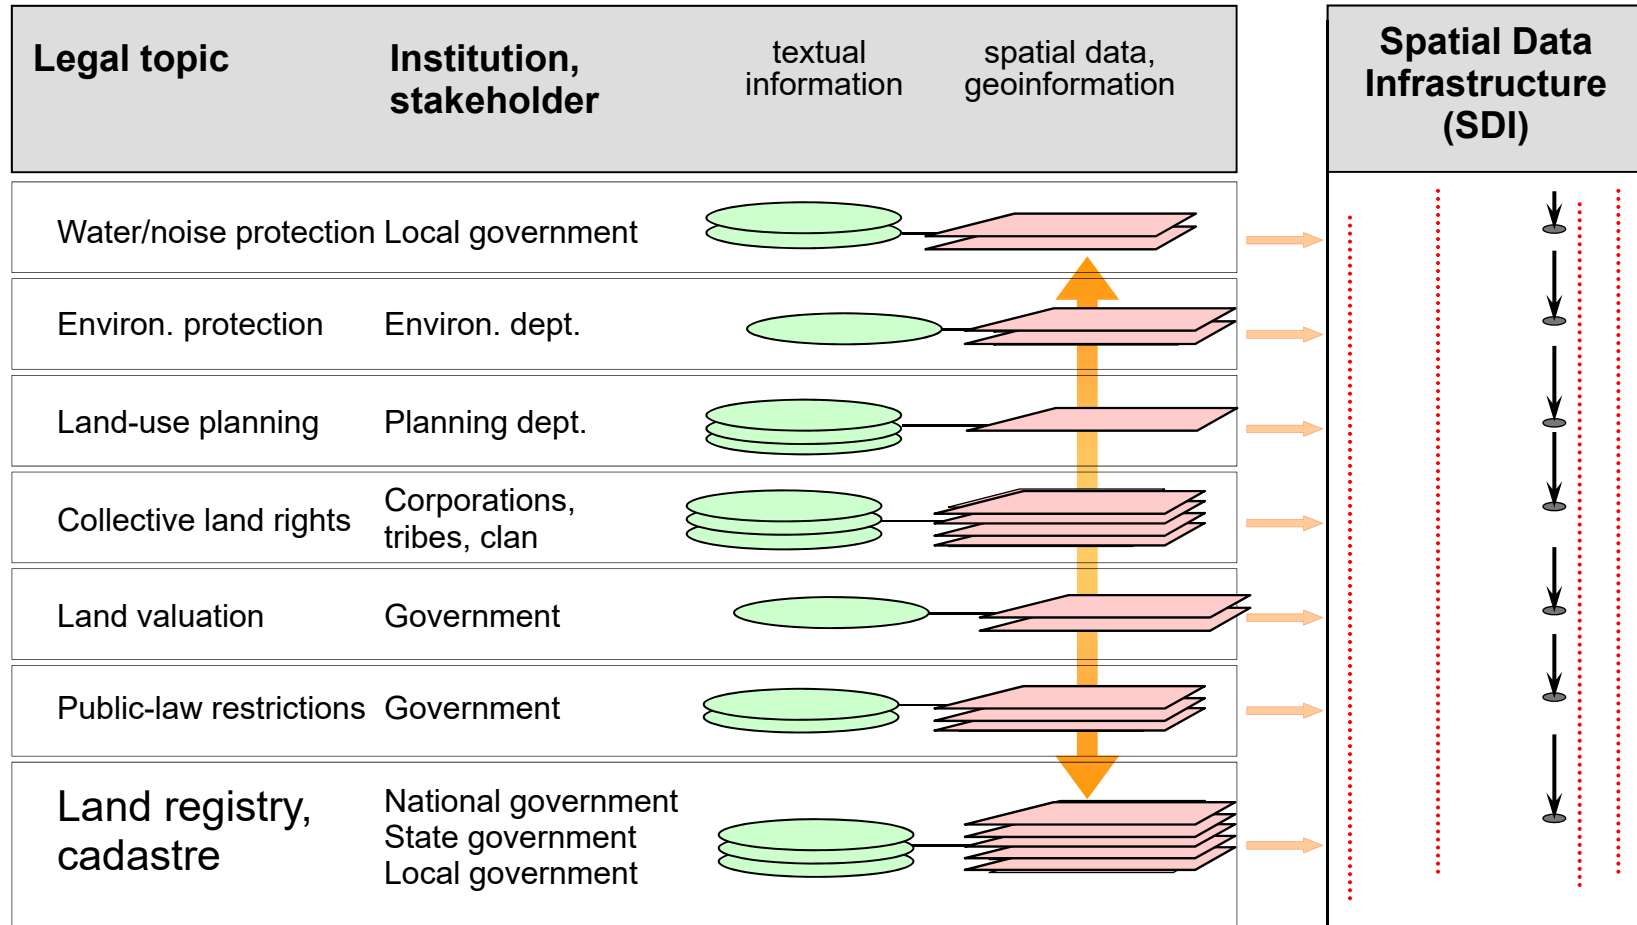 Legal topic
Institution,
stakeholder
textual
information
spatial data,
geoinformation
Spatial Data
Infrastructure
(SDI)
Water/noise protection Local government
Environ. protection Environ. dept.
Land-use planning Planning dept.
Collective land rights
Corporations,
tribes, clan
Land valuation Government
Public-law restrictions Government
Land registry,
cadastre
National government
State government
Local government